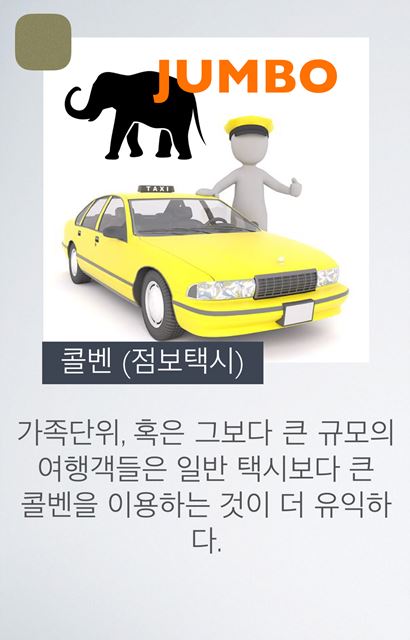 JUMBO
TAXI
콜벤 (점보택시)
가족단위, 혹은 그보다 큰 규모의
여행객들은 일반 택시보다 큰
콜벤을 이용하는 것이 더 유익하
다.